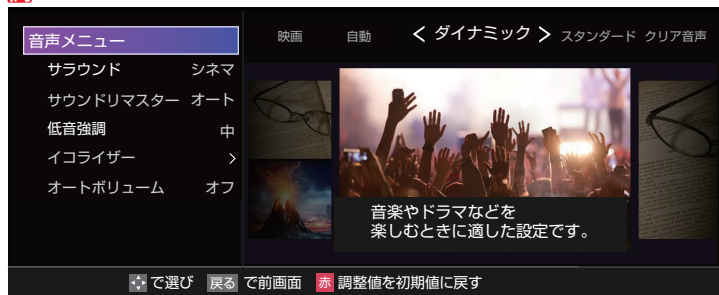 音声メニュー
サラウンド シネマ
サウンドリマスター オート
低音強調 中
イコライザー >
オートボリューム オフ
映画 自動 < ダイナミック > スタンダード クリア音声
音楽やドラマなどを
楽しむときに適した設定です。
で選び 戻る で前画面 赤 調整値を初期値に戻す